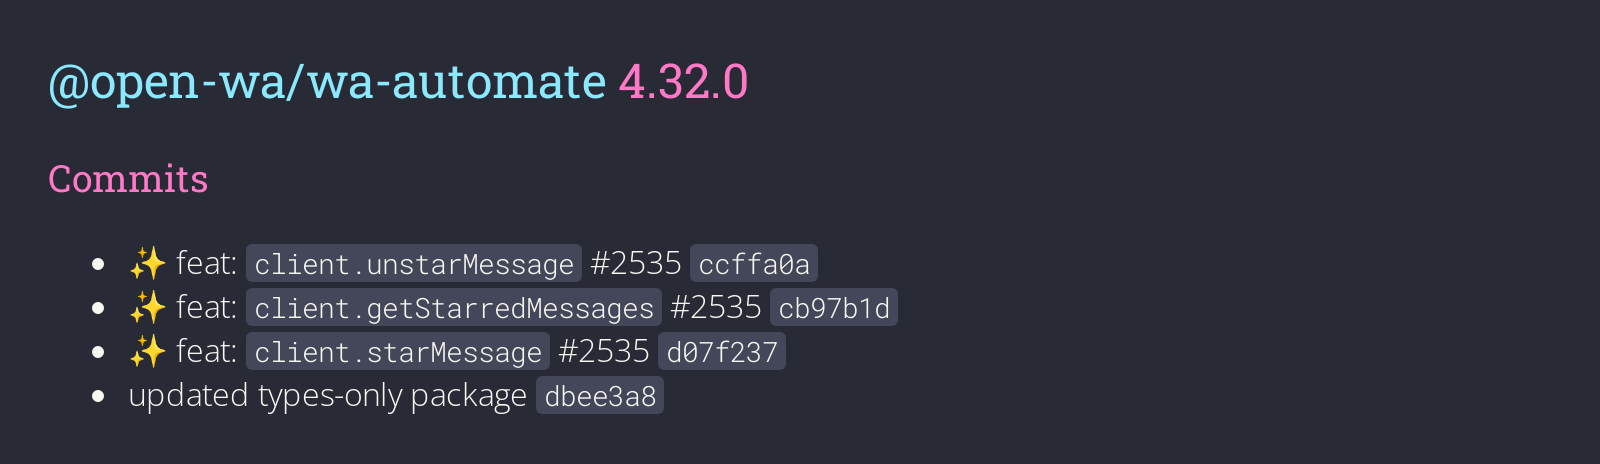 @open-wa/wa-automate 4.32.0
Commits
✨ feat: client.unstarMessage #2535 ccffa0a
✨ feat: client.getStarredMessages #2535 cb97b1d
✨ feat: client.starMessage #2535 d07f237
updated types-only package dbee3a8